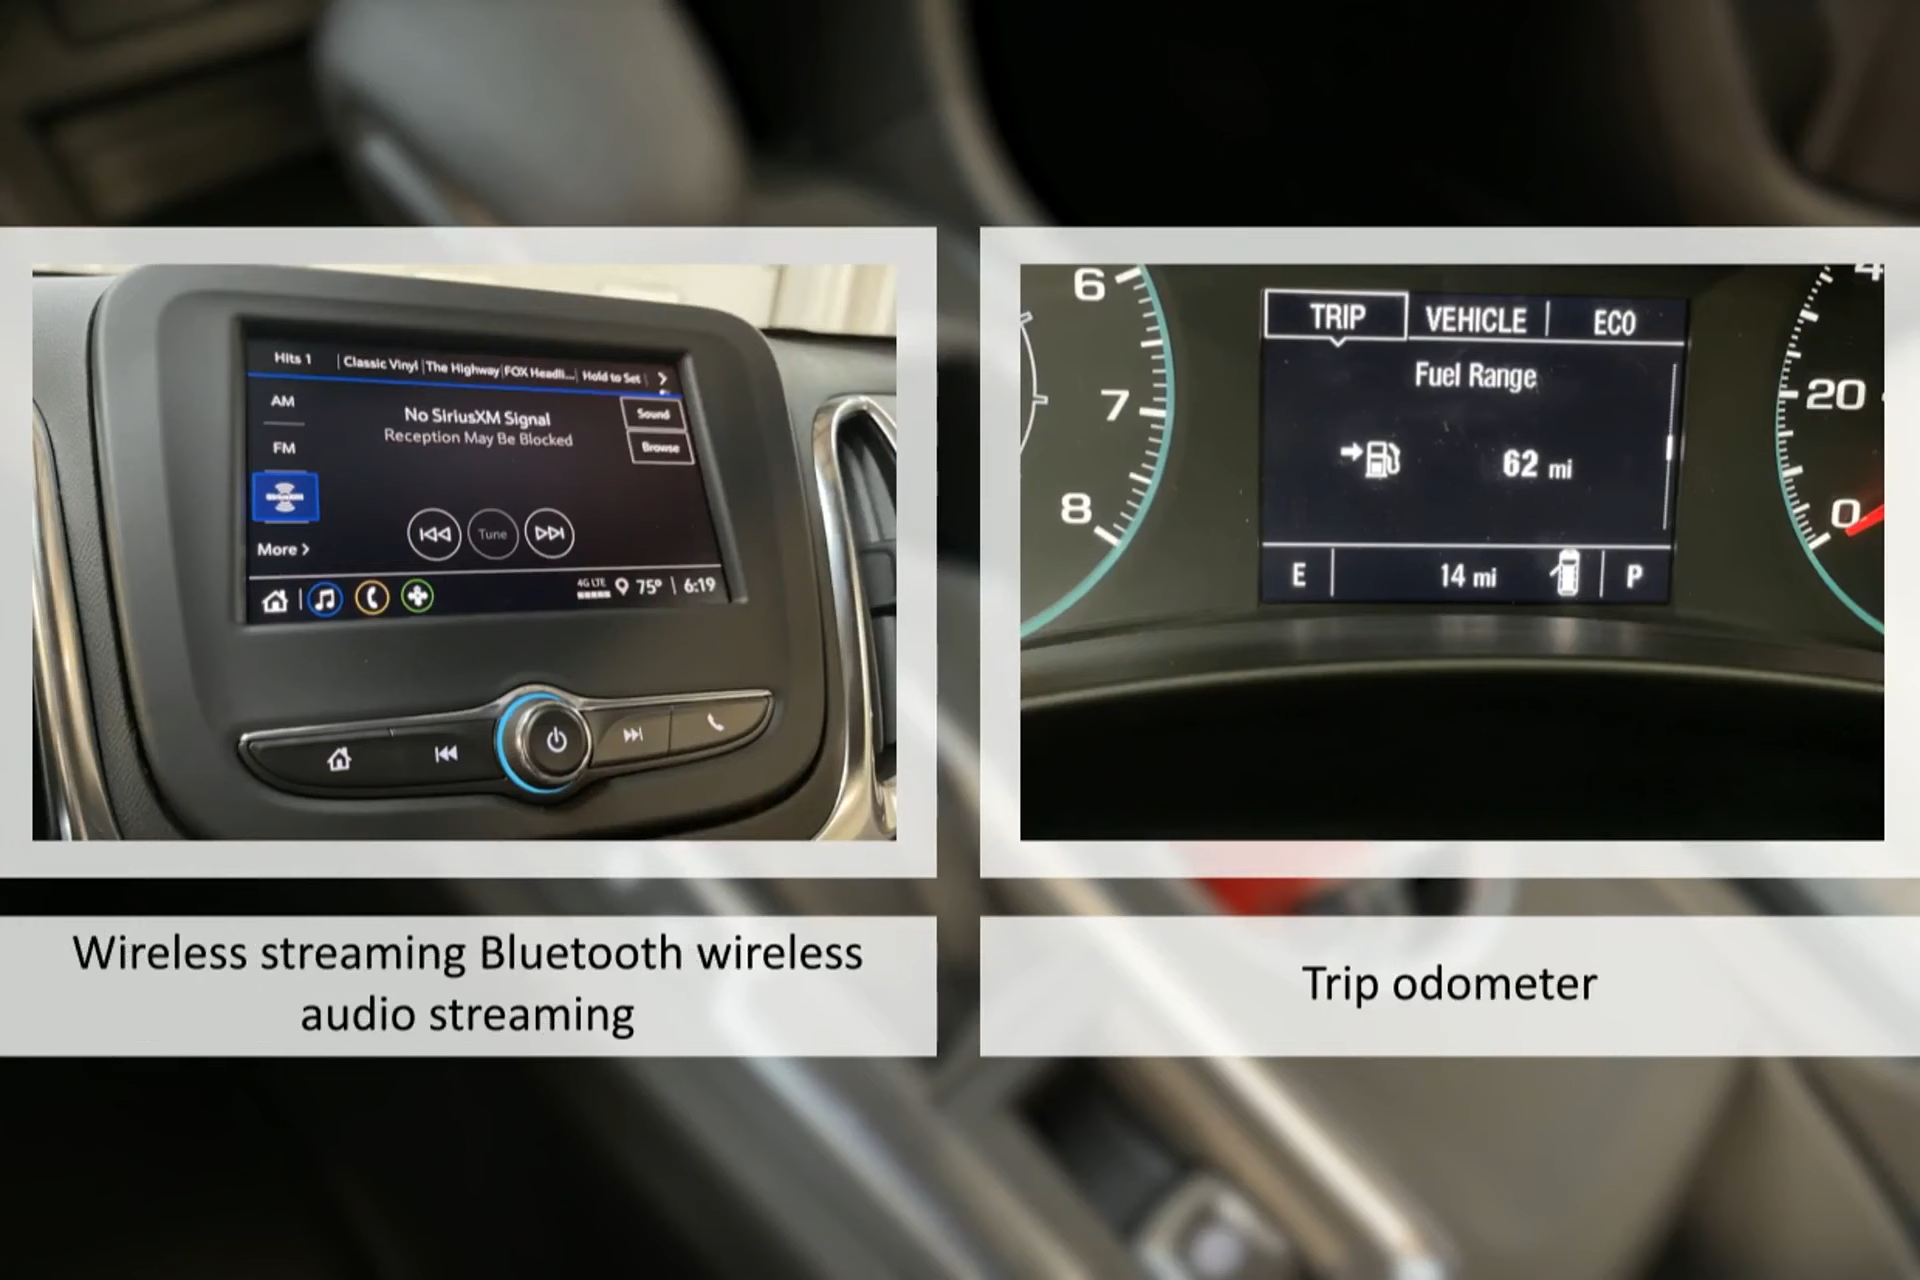 Hits 1 Classic Vinyl The Highway FOX Headli... Hold to Set
AM
No SiriusXM Signal
Sound
Reception May Be Blocked
FM
Browse
Tune
More
4G LTE 75° 6:19
6
7
8
TRIP VEHICLE ECO
Fuel Range
62 mi
E 14 mi P
20
0
Wireless streaming Bluetooth wireless
audio streaming
Trip odometer